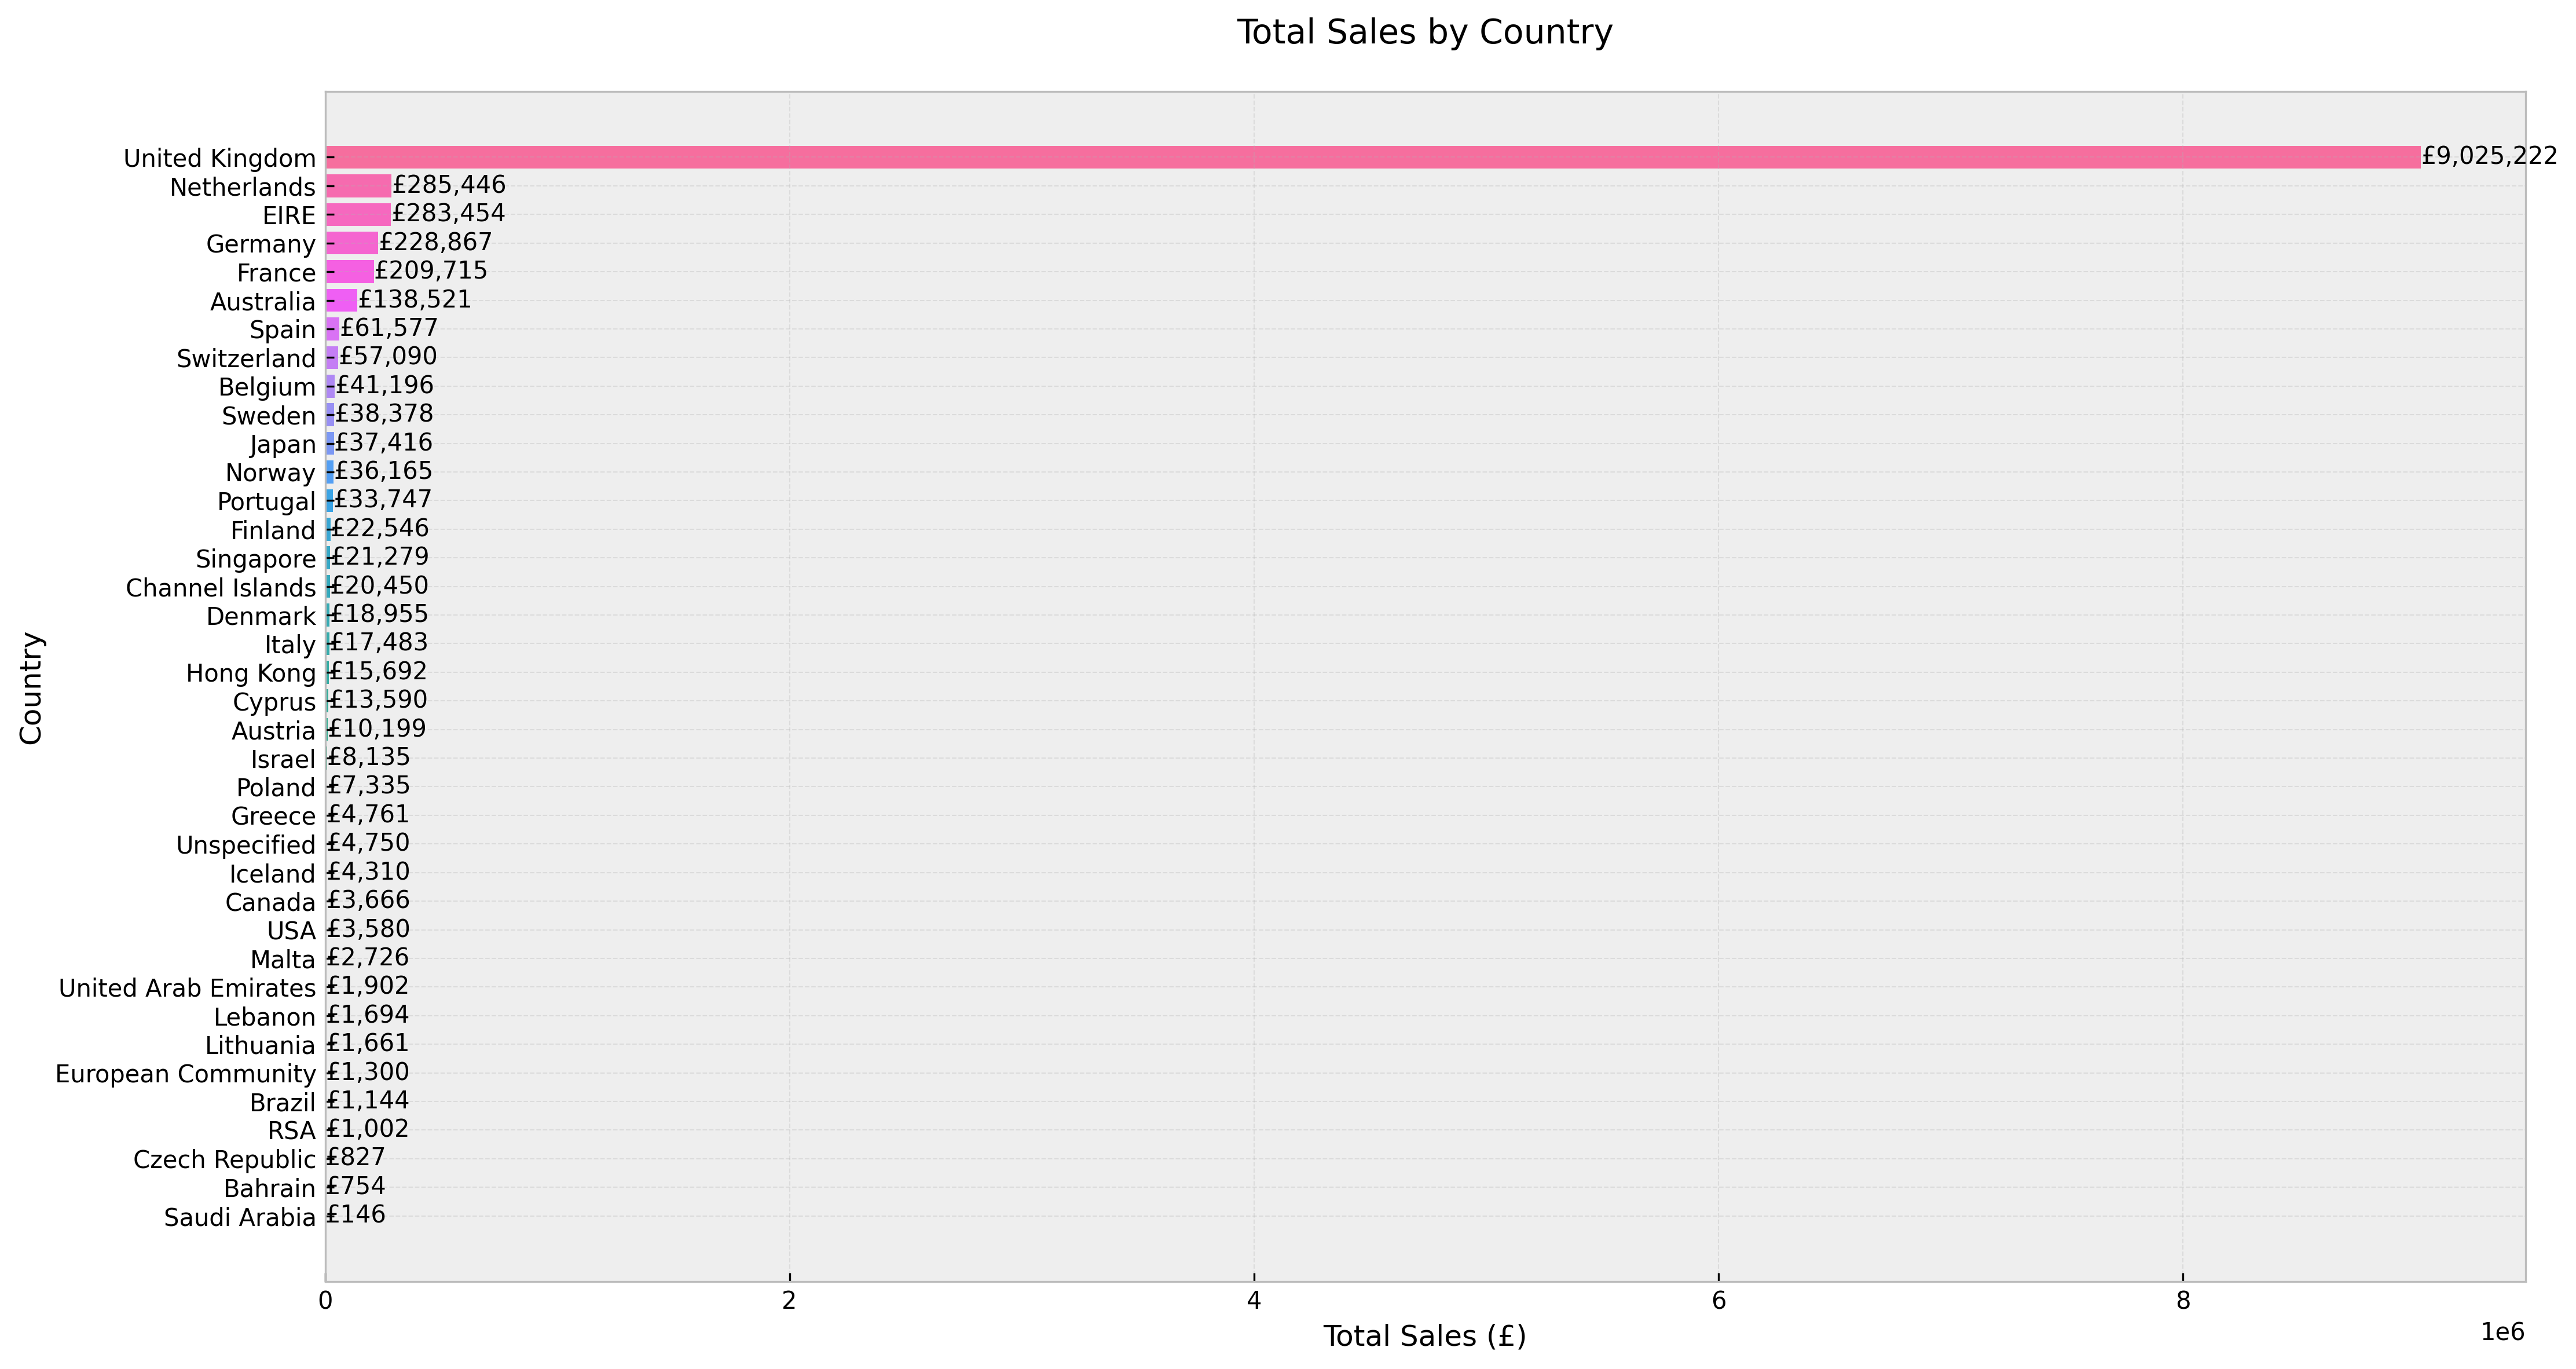 Total Sales by Country
United Kingdom £9,025,222
Netherlands £285,446
EIRE £283,454
Germany £228,867
France £209,715
Australia £138,521
Spain £61,577
Switzerland £57,090
Belgium £41,196
Sweden £38,378
Japan £37,416
Norway £36,165
Portugal £33,747
Finland £22,546
Singapore £21,279
Channel Islands £20,450
Denmark £18,955
Italy £17,483
Hong Kong £15,692
Cyprus £13,590
Austria £10,199
Israel £8,135
Poland £7,335
Greece £4,761
Unspecified £4,750
Iceland £4,310
Canada £3,666
USA £3,580
Malta £2,726
United Arab Emirates £1,902
Lebanon £1,694
Lithuania £1,661
European Community £1,300
Brazil £1,144
RSA £1,002
Czech Republic £827
Bahrain £754
Saudi Arabia £146
Country
0 2 4 6 8
1e6
Total Sales (£)